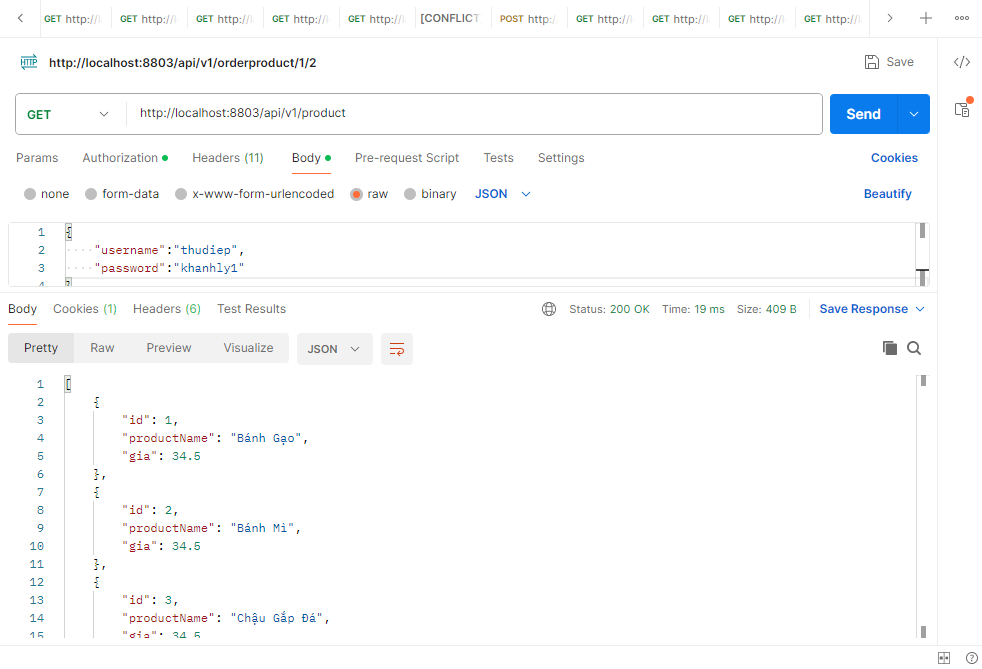 GET http:// GET http:// GET http:// GET http:// GET http:// [CONFLICT POST http: GET http:// GET http:// GET http:// GET http://
HTTP http://localhost:8803/api/v1/orderproduct/1/2 Save </>
GET http://localhost:8803/api/v1/product Send
Params Authorization Headers (11) Body Pre-request Script Tests Settings Cookies
none form-data x-www-form-urlencoded raw binary JSON Beautify
1 {
2 "username":"thudiep",
3 "password":"khanhly1"
4 }
Body Cookies (1) Headers (6) Test Results Status: 200 OK Time: 19 ms Size: 409 B Save Response
Pretty Raw Preview Visualize JSON
1 [
2 {
3 "id": 1,
4 "productName": "Bánh Gạo",
5 "gia": 34.5
6 },
7 {
8 "id": 2,
9 "productName": "Bánh Mì",
10 "gia": 34.5
11 },
12 {
13 "id": 3,
14 "productName": "Chậu Gắp Đá",
15 "gia": 34.5